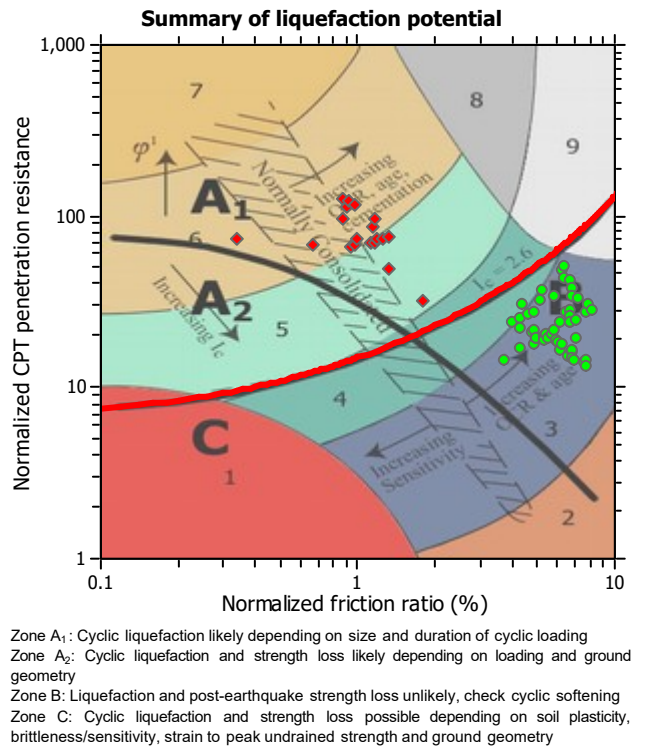 Summary of liquefaction potential
Normalized CPT penetration resistance
1,000
100
10
1
7
8
9
φ'
A1
Increasing
OCR, age,
cementation
Normally Consolidated
6
A2
Increasing Ic
5
Ic = 2.6
B
4
Increasing
OCR & age
C
1
Increasing
Sensitivity
3
2
0.1
1
10
Normalized friction ratio (%)
Zone A1: Cyclic liquefaction likely depending on size and duration of cyclic loading
Zone A2: Cyclic liquefaction and strength loss likely depending on loading and ground
geometry
Zone B: Liquefaction and post-earthquake strength loss unlikely, check cyclic softening
Zone C: Cyclic liquefaction and strength loss possible depending on soil plasticity,
brittleness/sensitivity, strain to peak undrained strength and ground geometry